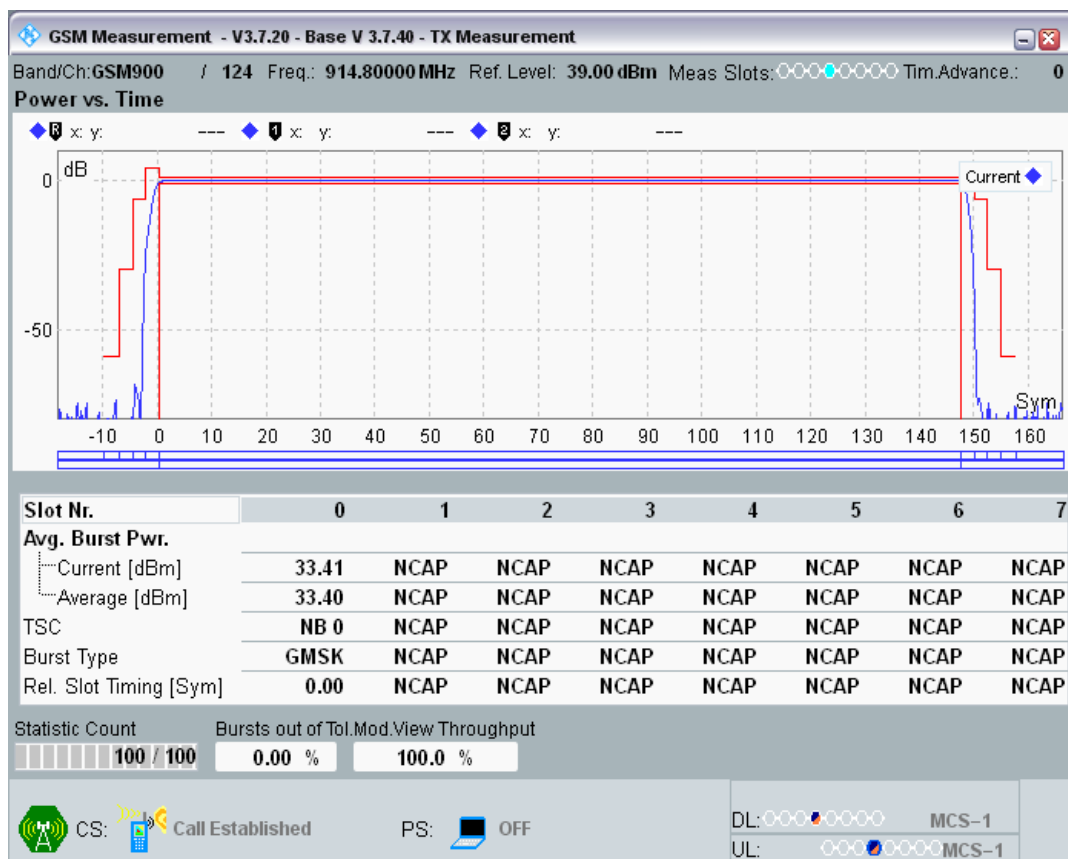 GSM Measurement - V3.7.20 - Base V 3.7.40 - TX Measurement
Band/Ch:GSM900 / 124 Freq.: 914.80000 MHz Ref. Level: 39.00 dBm Meas Slots: Tim.Advance.: 0
Power vs. Time
R x: y: --- 1 x: y: --- 2 x: y: ---
dB
Current
0
-50
Sym
-10 0 10 20 30 40 50 60 70 80 90 100 110 120 130 140 150 160
Slot Nr. 0 1 2 3 4 5 6 7
Avg. Burst Pwr.
Current [dBm] 33.41 NCAP NCAP NCAP NCAP NCAP NCAP NCAP
Average [dBm] 33.40 NCAP NCAP NCAP NCAP NCAP NCAP NCAP
TSC NB 0 NCAP NCAP NCAP NCAP NCAP NCAP NCAP
Burst Type GMSK NCAP NCAP NCAP NCAP NCAP NCAP NCAP
Rel. Slot Timing [Sym] 0.00 NCAP NCAP NCAP NCAP NCAP NCAP NCAP
Statistic Count Bursts out of Tol.Mod.View Throughput
100 / 100 0.00 % 100.0 %
CS: Call Established PS: OFF DL: MCS-1
UL: MCS-1